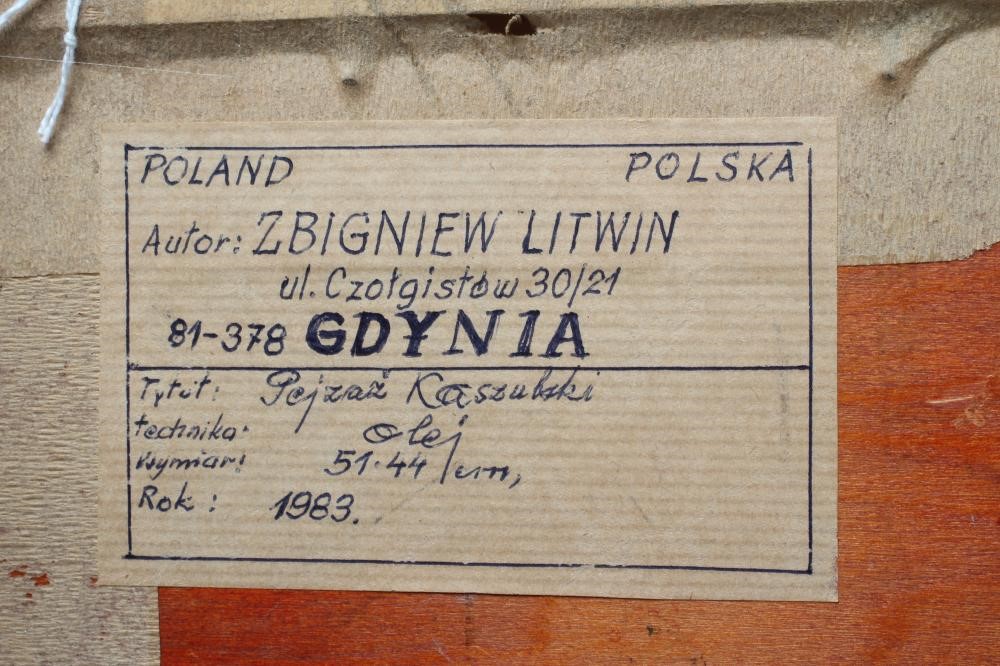 POLAND POLSKA
Autor: ZBIGNIEW LITWIN
ul. Czołgistów 30/21
81-378 GDYNIA
Tytuł: Pejzaż Kaszubski
technika: olej
Wymiar: 51·44/cm,
Rok: 1983.